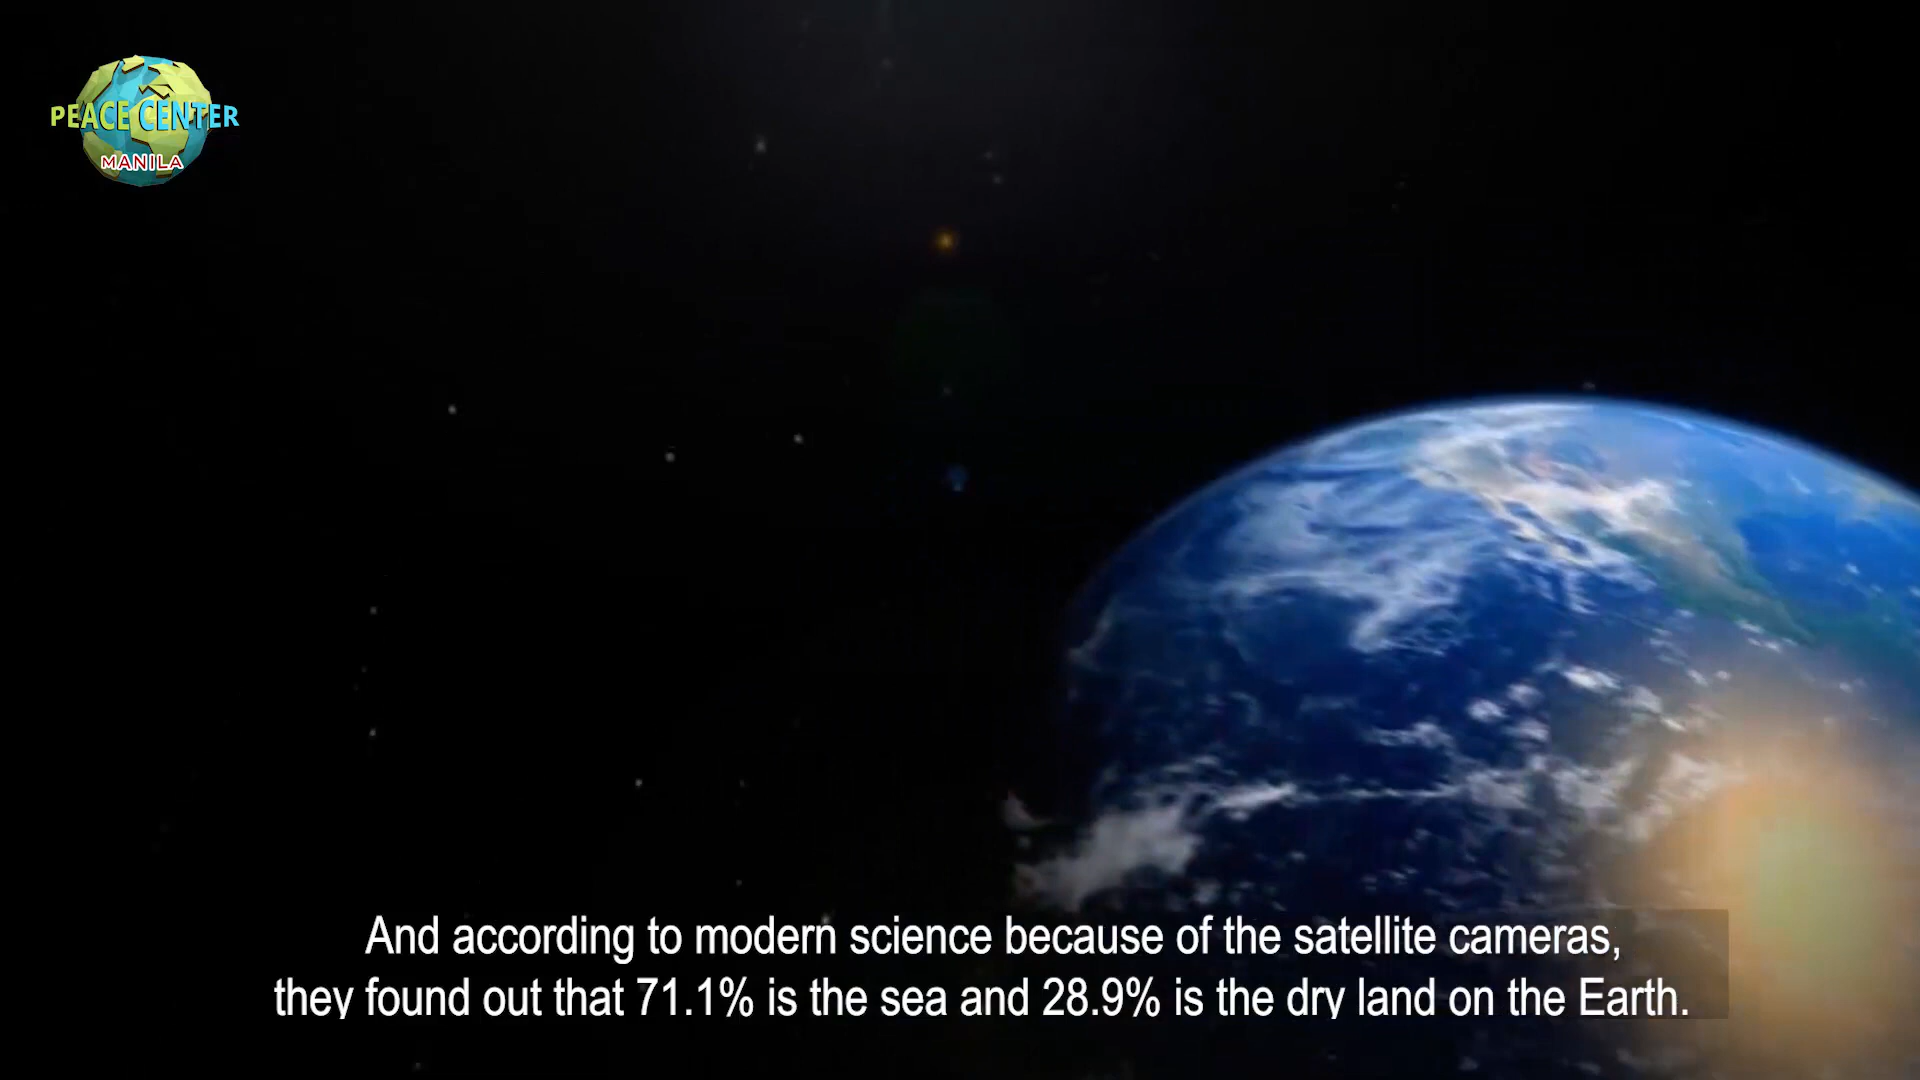 PEACE CENTER
MANILA
And according to modern science because of the satellite cameras,
they found out that 71.1% is the sea and 28.9% is the dry land on the Earth.